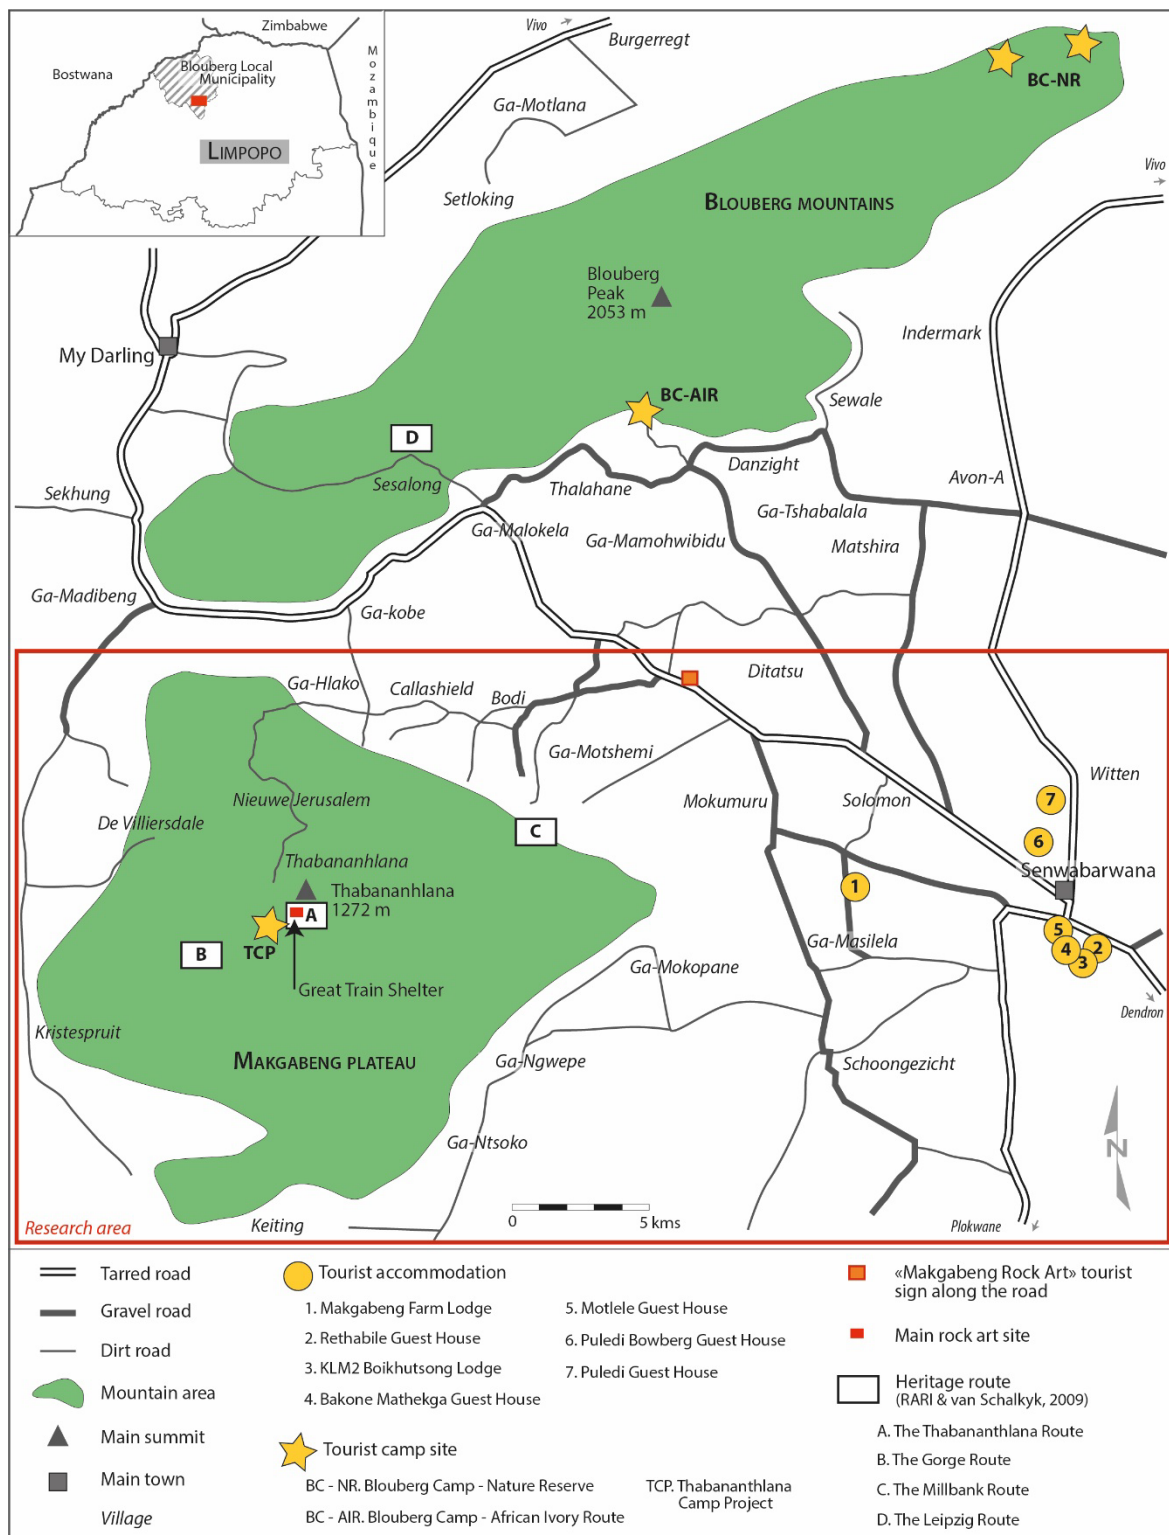 Zimbabwe
Bostwana
Blouberg Local
Municipality
Mozambique
LIMPOPO
Vivo
Burgerregt
Ga-Motlana
Setloking
BC-NR
Vivo
BLOUBERG MOUNTAINS
Blouberg
Peak
2053 m
Indermark
My Darling
BC-AIR
Sewale
D
Sesalong
Danzight
Thalahane
Avon-A
Sekhung
Ga-Tshabalala
Ga-Malokela
Ga-Mamohwibidu
Matshira
Ga-Madibeng
Ga-kobe
Ditatsu
Ga-Hlako
Callashield
Bodi
Ga-Motshemi
Witten
Nieuwe Jerusalem
Mokumuru
Solomon
7
De Villiersdale
C
6
Thabananhlana
Senwabarwana
Thabananhlana
1272 m
1
A
TCP
B
5
4
2
3
Ga-Masilela
Great Train Shelter
Ga-Mokopane
Dendron
Kristespruit
MAKGABENG PLATEAU
Ga-Ngwepe
Schoongezicht
Ga-Ntsoko
N
Keiting
0 5 kms
Plokwane
Research area
Tarred road
Gravel road
Dirt road
Mountain area
Main summit
Main town
Village
Tourist accommodation
1. Makgabeng Farm Lodge
2. Rethabile Guest House
3. KLM2 Boikhutsong Lodge
4. Bakone Mathekga Guest House
5. Motlele Guest House
6. Puledi Bowberg Guest House
7. Puledi Guest House
Tourist camp site
BC - NR. Blouberg Camp - Nature Reserve
BC - AIR. Blouberg Camp - African Ivory Route
TCP. Thabananthlana
Camp Project
«Makgabeng Rock Art» tourist
sign along the road
Main rock art site
Heritage route
(RARI & van Schalkyk, 2009)
A. The Thabananthlana Route
B. The Gorge Route
C. The Millbank Route
D. The Leipzig Route